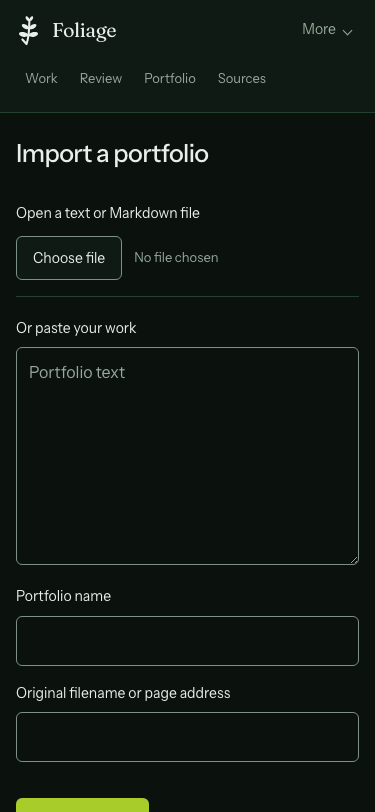 Foliage
More
Work Review Portfolio Sources
Import a portfolio
Open a text or Markdown file
Choose file No file chosen
Or paste your work
Portfolio text
Portfolio name
Original filename or page address